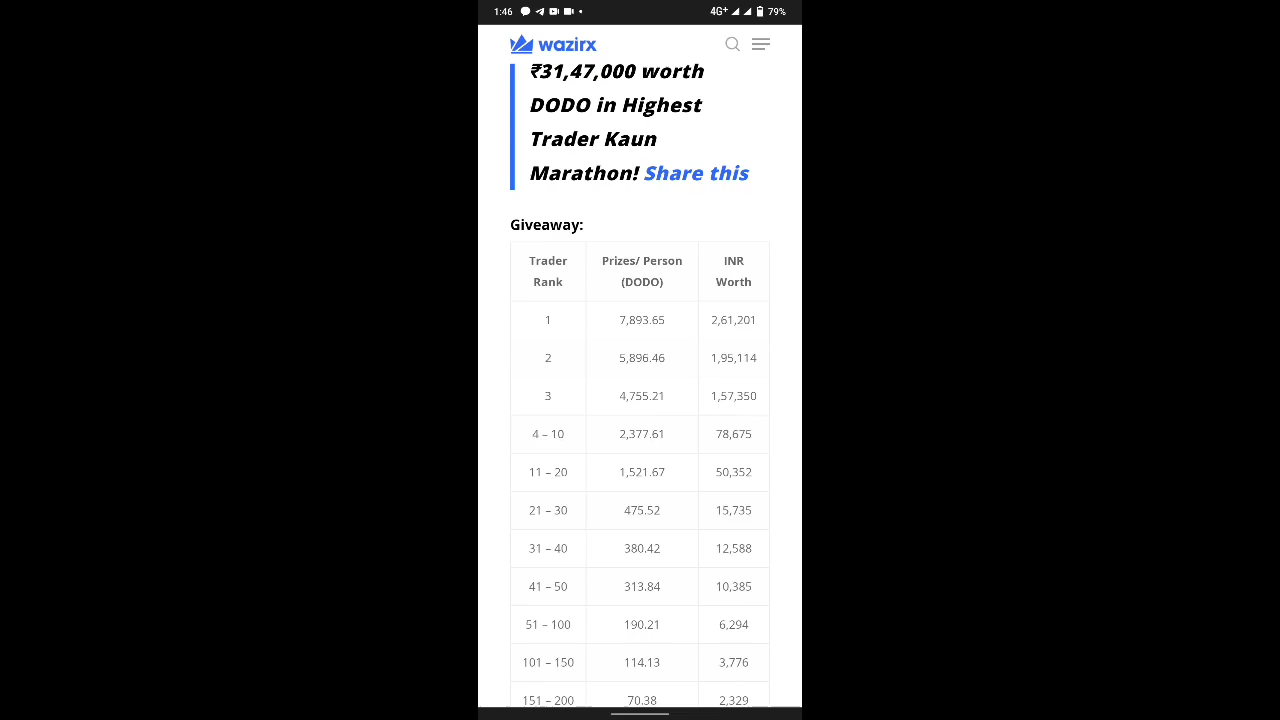 1:46 4G+ 79%
wazirx
₹31,47,000 worth
DODO in Highest
Trader Kaun
Marathon! Share this
Giveaway:
Trader Rank Prizes/ Person (DODO) INR Worth
1 7,893.65 2,61,201
2 5,896.46 1,95,114
3 4,755.21 1,57,350
4 – 10 2,377.61 78,675
11 – 20 1,521.67 50,352
21 – 30 475.52 15,735
31 – 40 380.42 12,588
41 – 50 313.84 10,385
51 – 100 190.21 6,294
101 – 150 114.13 3,776
151 – 200 70.38 2,329